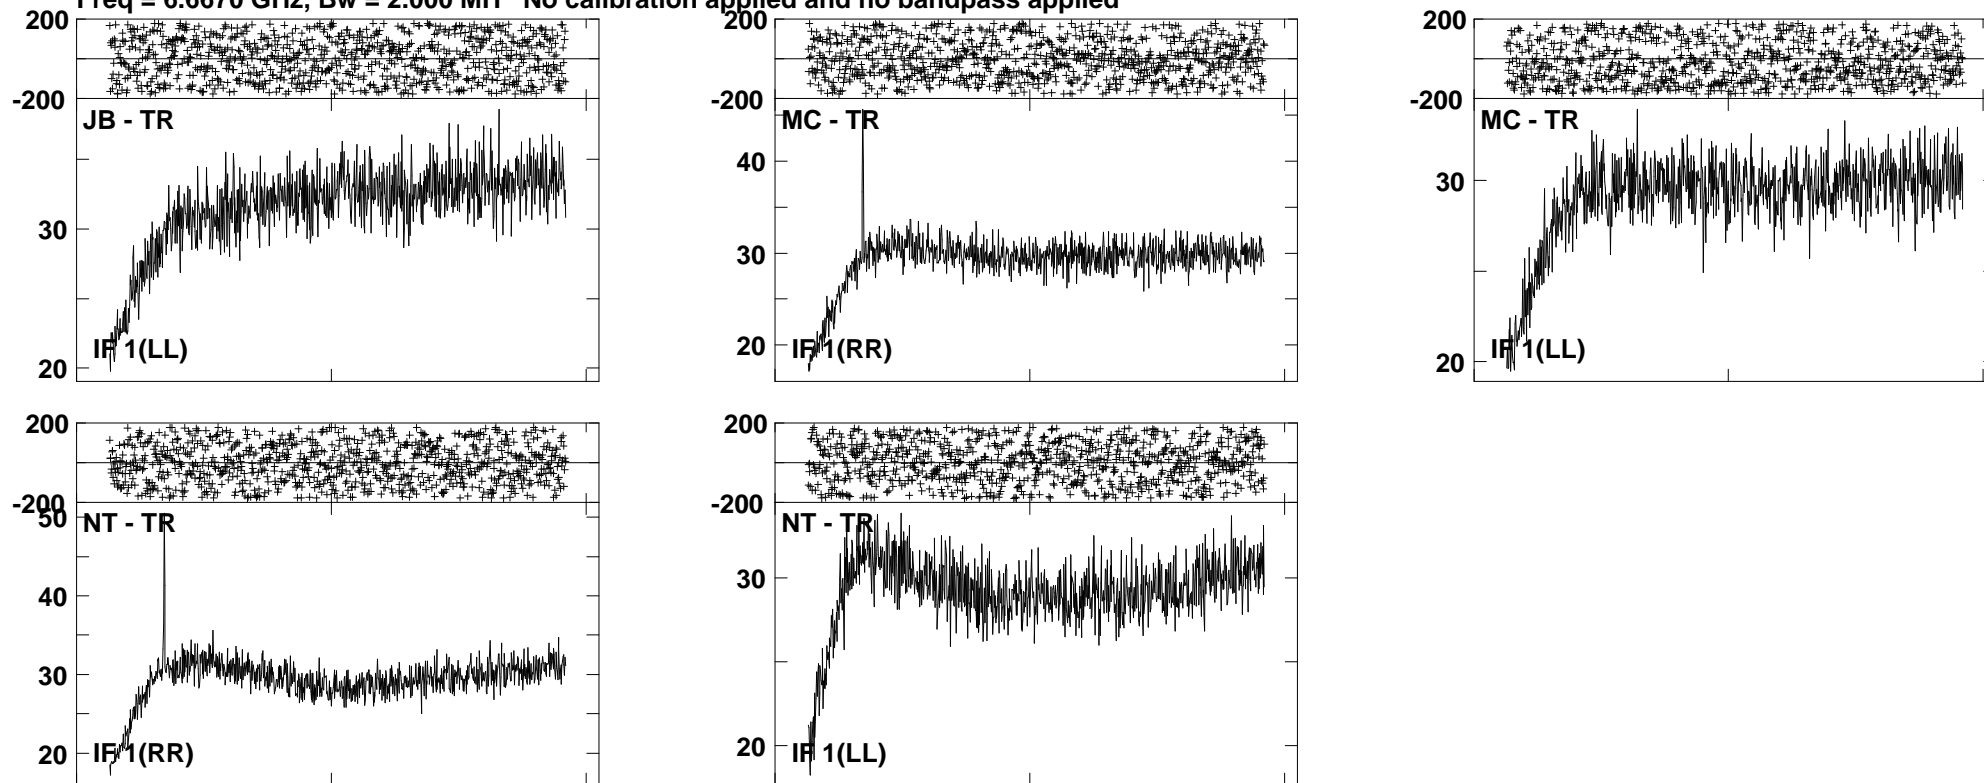 Freq = 6.6670 GHz, Bw = 2.000 MH No calibration applied and no bandpass applied
200
-200
JB - TR
30
20
IF 1(LL)
200
-200
MC - TR
40
30
20
IF 1(RR)
200
-200
MC - TR
30
20
IF 1(LL)
200
-200
50
NT - TR
40
30
20
IF 1(RR)
200
-200
NT - TR
30
20
IF 1(LL)